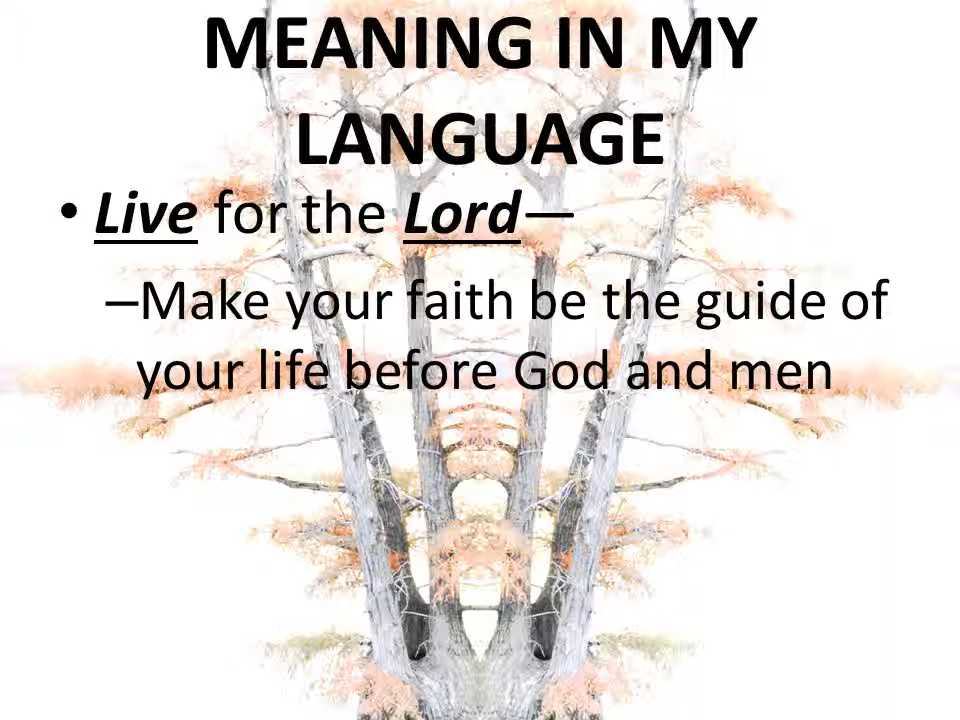 MEANING IN MY
LANGUAGE
• Live for the Lord—
–Make your faith be the guide of
your life before God and men